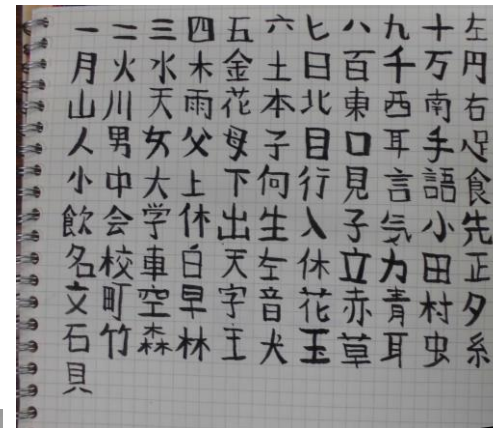 一二三四五六七八九十左
月火水木金土日百千万円
山川天雨花本北東西南右
人男女父母子目口耳手足
小中大上下何行見言語食
飲会学休出生入子気小先
名校車白天左休立力田正
文町空早字音花赤青村夕
石竹森林王犬玉草耳虫糸
貝